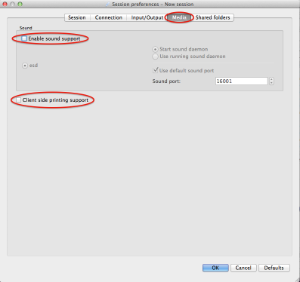 Session preferences - New session
Session Connection Input/Output Media Shared folders
Sound
Enable sound support
Start sound daemon
Use running sound daemon
esd
Use default sound port
Sound port: 16001
Client side printing support
OK Cancel Defaults